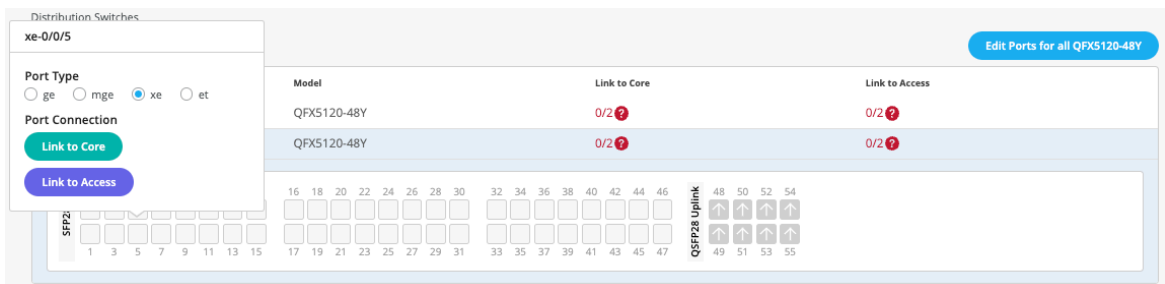 Distribution Switches
xe-0/0/5
Edit Ports for all QFX5120-48Y
Port Type
ge mge xe et
Port Connection
Link to Core
Link to Access
Model Link to Core Link to Access
QFX5120-48Y 0/2 ? 0/2 ?
QFX5120-48Y 0/2 ? 0/2 ?
16 18 20 22 24 26 28 30 32 34 36 38 40 42 44 46 48 50 52 54
SFP28
QSFP28 Uplink
1 3 5 7 9 11 13 15 17 19 21 23 25 27 29 31 33 35 37 39 41 43 45 47 49 51 53 55